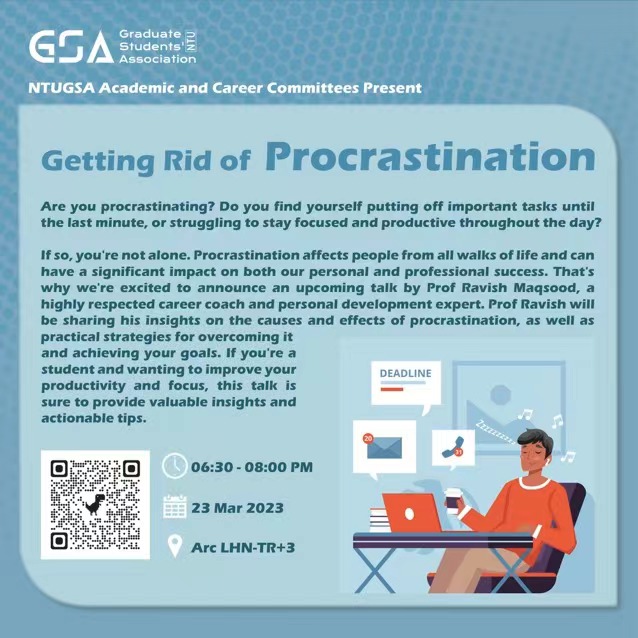 GSA
Graduate
Students'
Association
NTU
NTUGSA Academic and Career Committees Present
Getting Rid of Procrastination
Are you procrastinating? Do you find yourself putting off important tasks until
the last minute, or struggling to stay focused and productive throughout the day?
If so, you're not alone. Procrastination affects people from all walks of life and can
have a significant impact on both our personal and professional success. That's
why we're excited to announce an upcoming talk by Prof Ravish Maqsood, a
highly respected career coach and personal development expert. Prof Ravish will
be sharing his insights on the causes and effects of procrastination, as well as
practical strategies for overcoming it
and achieving your goals. If you're a
student and wanting to improve your
productivity and focus, this talk is
sure to provide valuable insights and
actionable tips.
DEADLINE
20
31
zzzzzzzzz
06:30 - 08:00 PM
23 Mar 2023
Arc LHN-TR+3